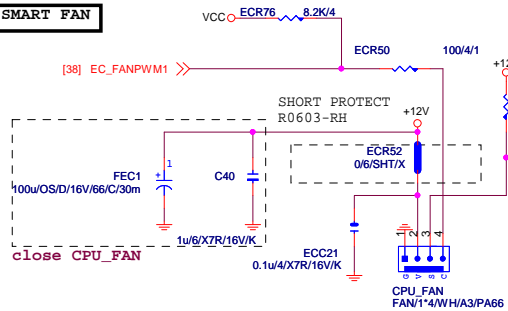 SMART FAN
VCC ECR76 8.2K/4
ECR50 100/4/1
[38] EC_FANPWM1
+12
SHORT PROTECT
R0603-RH
+12V
ECR52
0/6/SHT/X
1
+
FEC1
100u/OS/D/16V/66/C/30m
C40
1u/6/X7R/16V/K
ECC21
0.1u/4/X7R/16V/K
close CPU_FAN
1 2 3 4
G V S C
CPU_FAN
FAN/1*4/WH/A3/PA66